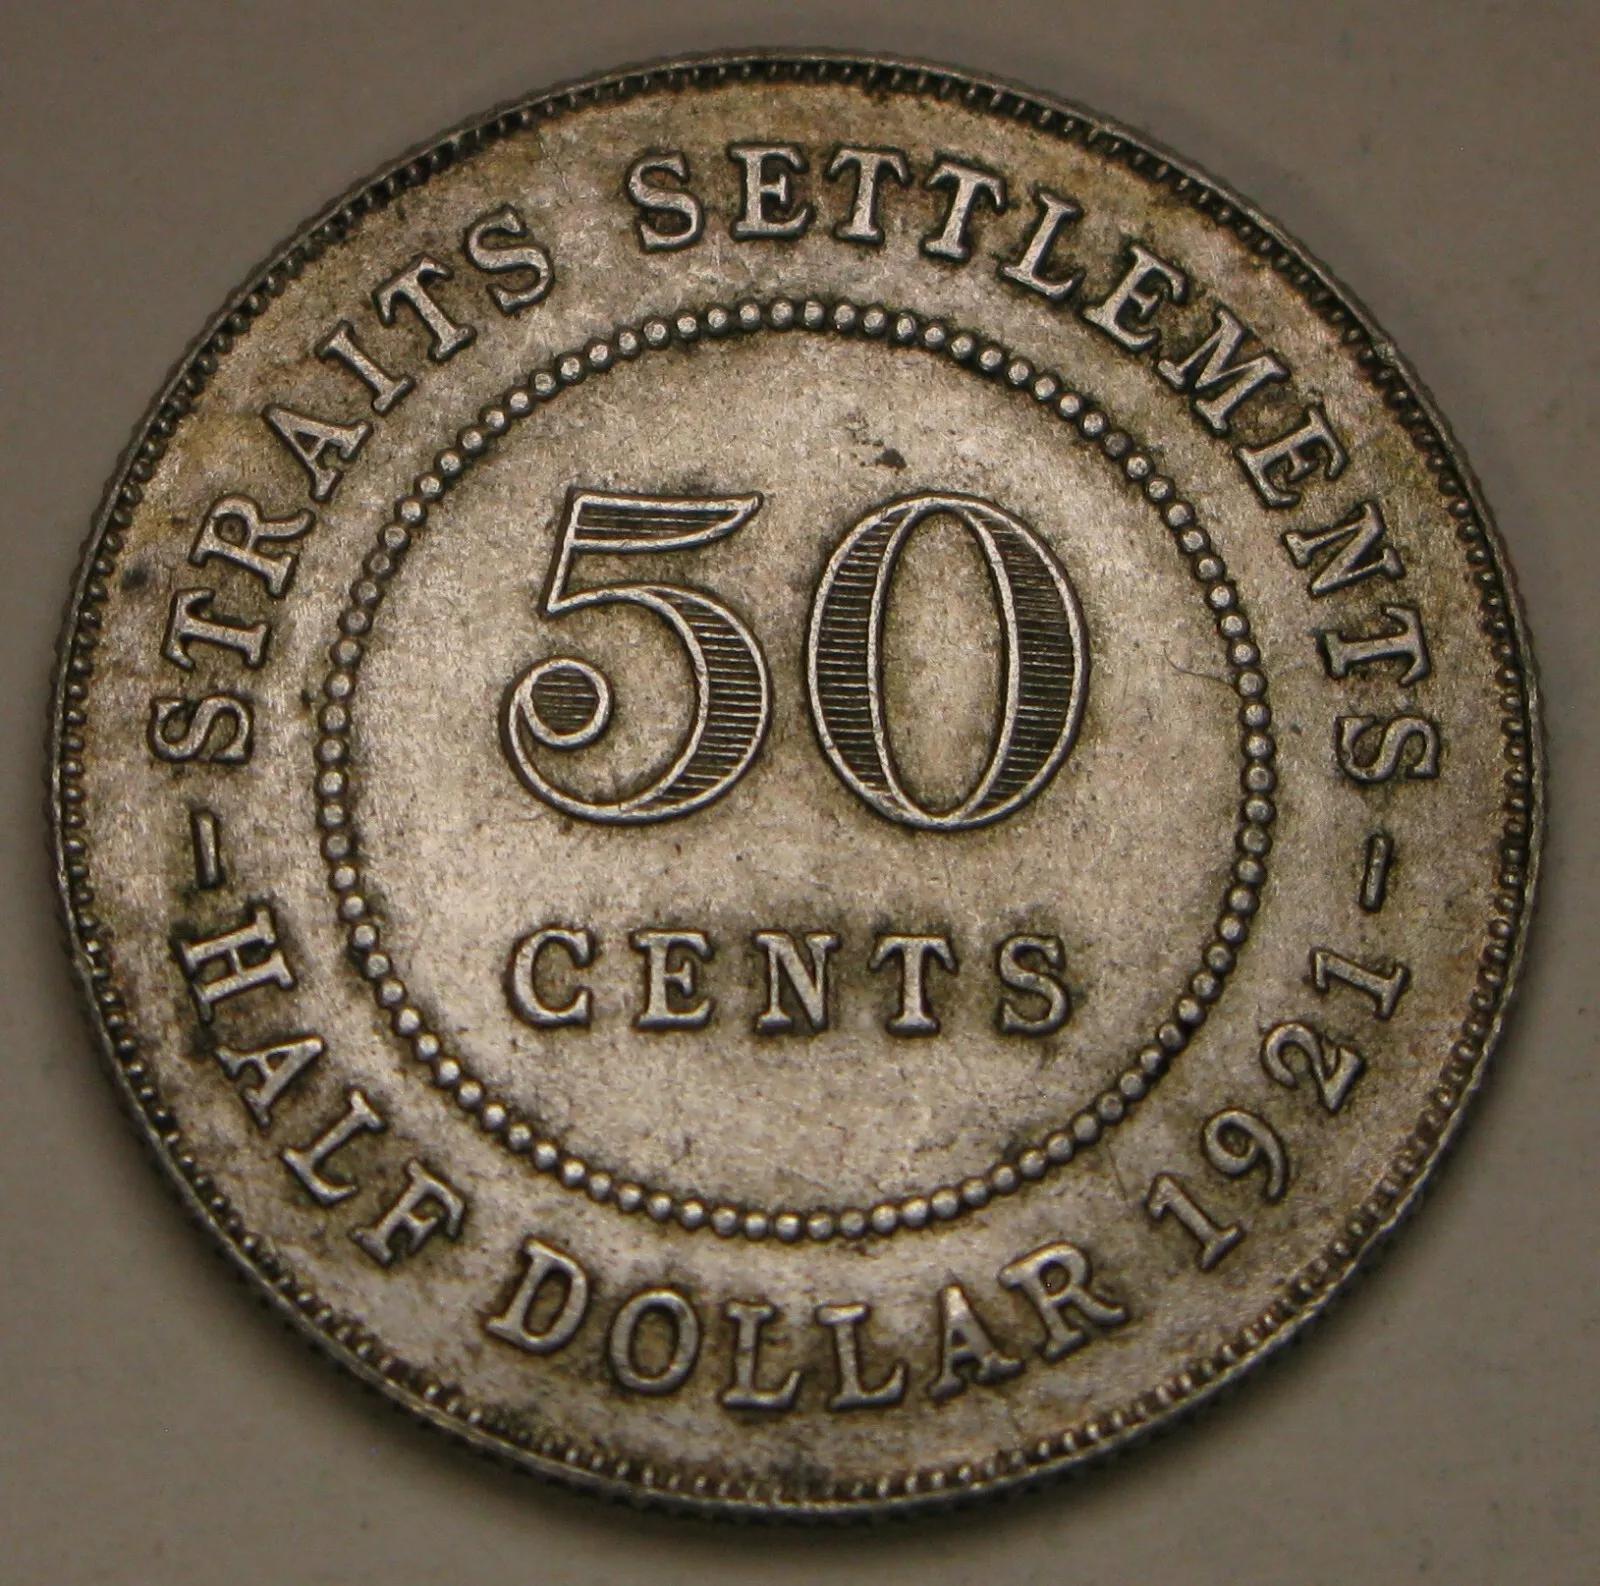 STRAITS SETTLEMENTS
50
CENTS
– HALF DOLLAR 1921 –